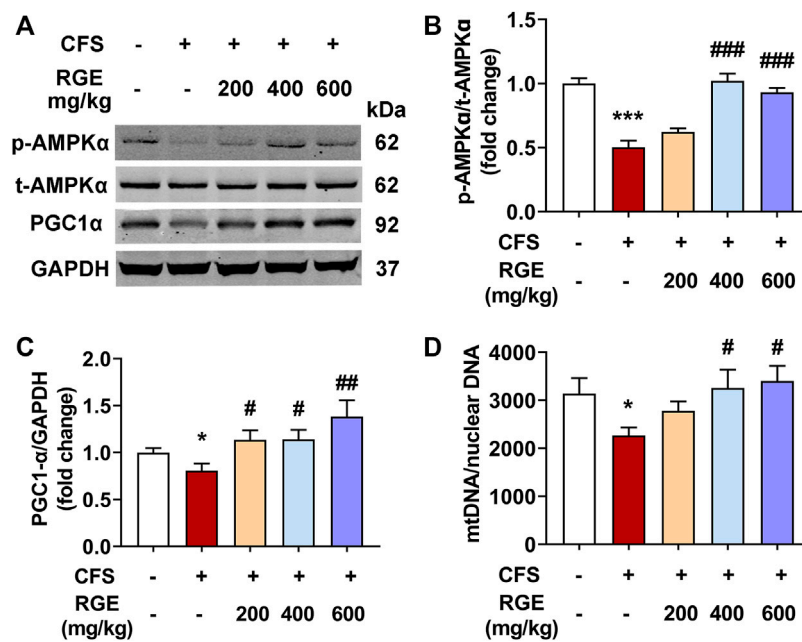 A
CFS - + + + +
RGE mg/kg - - 200 400 600
kDa
p-AMPKα 62
t-AMPKα 62
PGC1α 92
GAPDH 37
B
p-AMPKα/t-AMPKα
(fold change)
1.5
1.0
0.5
0.0
***
###
###
CFS - + + + +
RGE - - 200 400 600
(mg/kg)
C
PGC1-α/GAPDH
(fold change)
2.0
1.5
1.0
0.5
0.0
*
#
#
##
CFS - + + + +
RGE - - 200 400 600
(mg/kg)
D
mtDNA/nuclear DNA
4000
3000
2000
1000
0
*
#
#
CFS - + + + +
RGE - - 200 400 600
(mg/kg)